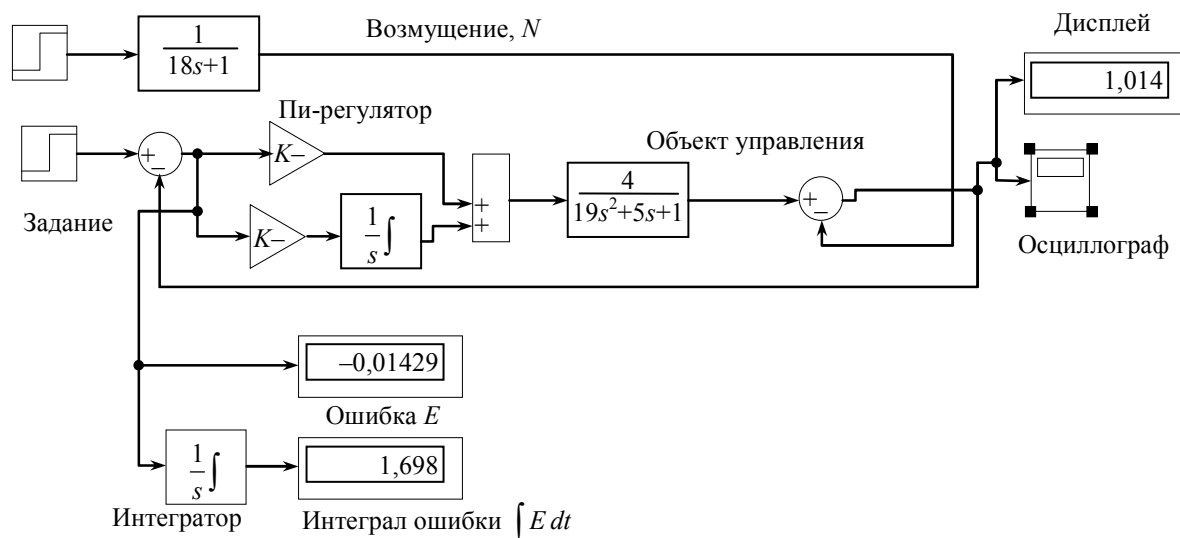 Возмущение, N
Дисплей
1
18s+1
1,014
Пи-регулятор
Объект управления
+
–
K–
4
19s²+5s+1
+
–
+
+
Задание
K–
1
s
∫
Осциллограф
–0,01429
Ошибка E
1
s
∫
1,698
Интегратор
Интеграл ошибки ∫ E dt